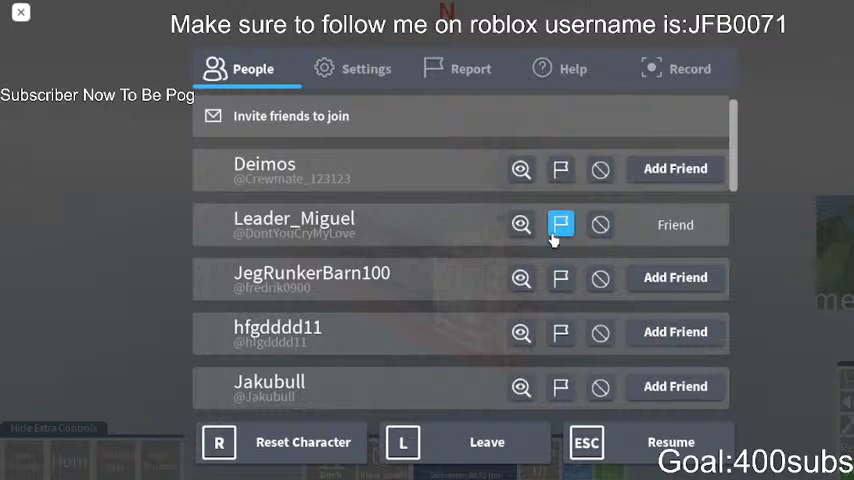 N
Make sure to follow me on roblox username is:JFB0071
People Settings Report Help Record
Subscriber Now To Be Pog
Invite friends to join
Deimos
@Crewmate_123123
Add Friend
Leader_Miguel
@DontYouCryMyLove
Friend
JegRunkerBarn100
@fredrik0900
Add Friend
hfgdddd11
@hfgdddd11
Add Friend
me
Jakubull
@Jakubull
Add Friend
Hide Extra Controls
R Reset Character L Leave ESC Resume
Goal:400subs